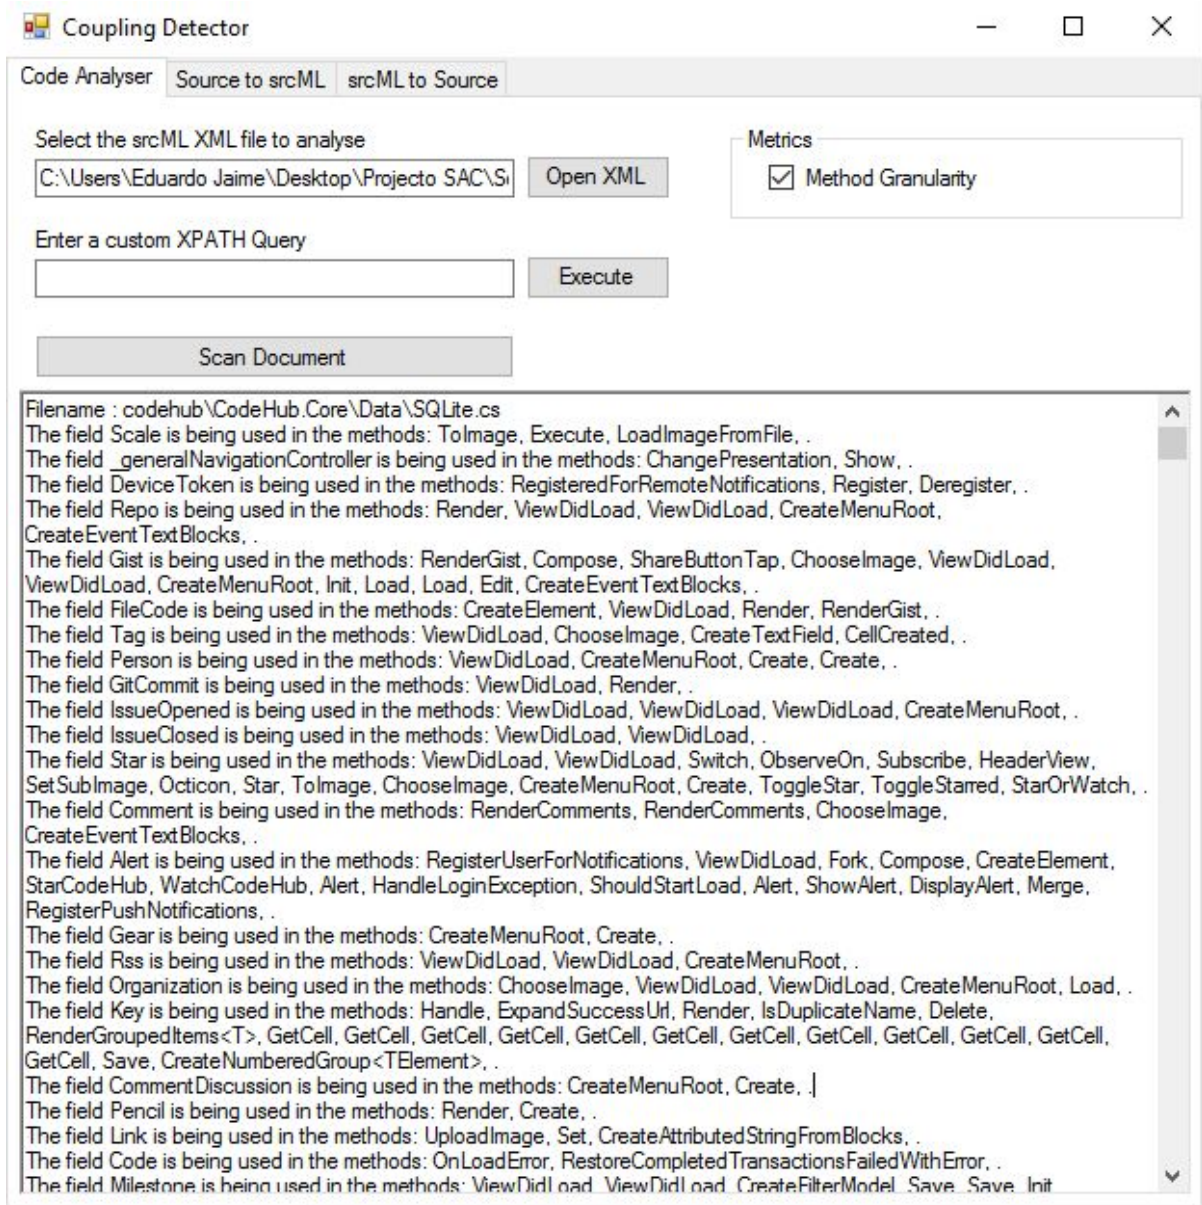 Coupling Detector
Code Analyser Source to srcML srcML to Source
Select the srcML XML file to analyse
Metrics
C:\Users\Eduardo Jaime\Desktop\Projecto SAC\S
Open XML
Method Granularity
Enter a custom XPATH Query
Execute
Scan Document
Filename : codehub\CodeHub.Core\Data\SQLite.cs
The field Scale is being used in the methods: ToImage, Execute, LoadImageFromFile, .
The field _generalNavigationController is being used in the methods: ChangePresentation, Show, .
The field DeviceToken is being used in the methods: RegisteredForRemoteNotifications, Register, Deregister, .
The field Repo is being used in the methods: Render, ViewDidLoad, ViewDidLoad, CreateMenuRoot,
CreateEventTextBlocks, .
The field Gist is being used in the methods: RenderGist, Compose, ShareButtonTap, ChooseImage, ViewDidLoad,
ViewDidLoad, CreateMenuRoot, Init, Load, Load, Edit, CreateEventTextBlocks, .
The field FileCode is being used in the methods: CreateElement, ViewDidLoad, Render, RenderGist, .
The field Tag is being used in the methods: ViewDidLoad, ChooseImage, CreateTextField, CellCreated, .
The field Person is being used in the methods: ViewDidLoad, CreateMenuRoot, Create, Create, .
The field GitCommit is being used in the methods: ViewDidLoad, Render, .
The field IssueOpened is being used in the methods: ViewDidLoad, ViewDidLoad, ViewDidLoad, CreateMenuRoot, .
The field IssueClosed is being used in the methods: ViewDidLoad, ViewDidLoad, .
The field Star is being used in the methods: ViewDidLoad, ViewDidLoad, Switch, ObserveOn, Subscribe, HeaderView,
SetSubImage, Octicon, Star, ToImage, ChooseImage, CreateMenuRoot, Create, ToggleStar, ToggleStarred, StarOrWatch, .
The field Comment is being used in the methods: RenderComments, RenderComments, ChooseImage,
CreateEventTextBlocks, .
The field Alert is being used in the methods: RegisterUserForNotifications, ViewDidLoad, Fork, Compose, CreateElement,
StarCodeHub, WatchCodeHub, Alert, HandleLoginException, ShouldStartLoad, Alert, ShowAlert, DisplayAlert, Merge,
RegisterPushNotifications, .
The field Gear is being used in the methods: CreateMenuRoot, Create, .
The field Rss is being used in the methods: ViewDidLoad, ViewDidLoad, CreateMenuRoot, .
The field Organization is being used in the methods: ChooseImage, ViewDidLoad, ViewDidLoad, CreateMenuRoot, Load, .
The field Key is being used in the methods: Handle, ExpandSuccessUrl, Render, IsDuplicateName, Delete,
RenderGroupedItems<T>, GetCell, GetCell, GetCell, GetCell, GetCell, GetCell, GetCell, GetCell, GetCell, GetCell, GetCell,
GetCell, Save, CreateNumberedGroup<TElement>, .
The field CommentDiscussion is being used in the methods: CreateMenuRoot, Create, .
The field Pencil is being used in the methods: Render, Create, .
The field Link is being used in the methods: UploadImage, Set, CreateAttributedStringFromBlocks, .
The field Code is being used in the methods: OnLoadError, RestoreCompletedTransactionsFailedWithError, .
The field Milestone is being used in the methods: ViewDidLoad, ViewDidLoad, CreateFilterModel, Save, Save, Init